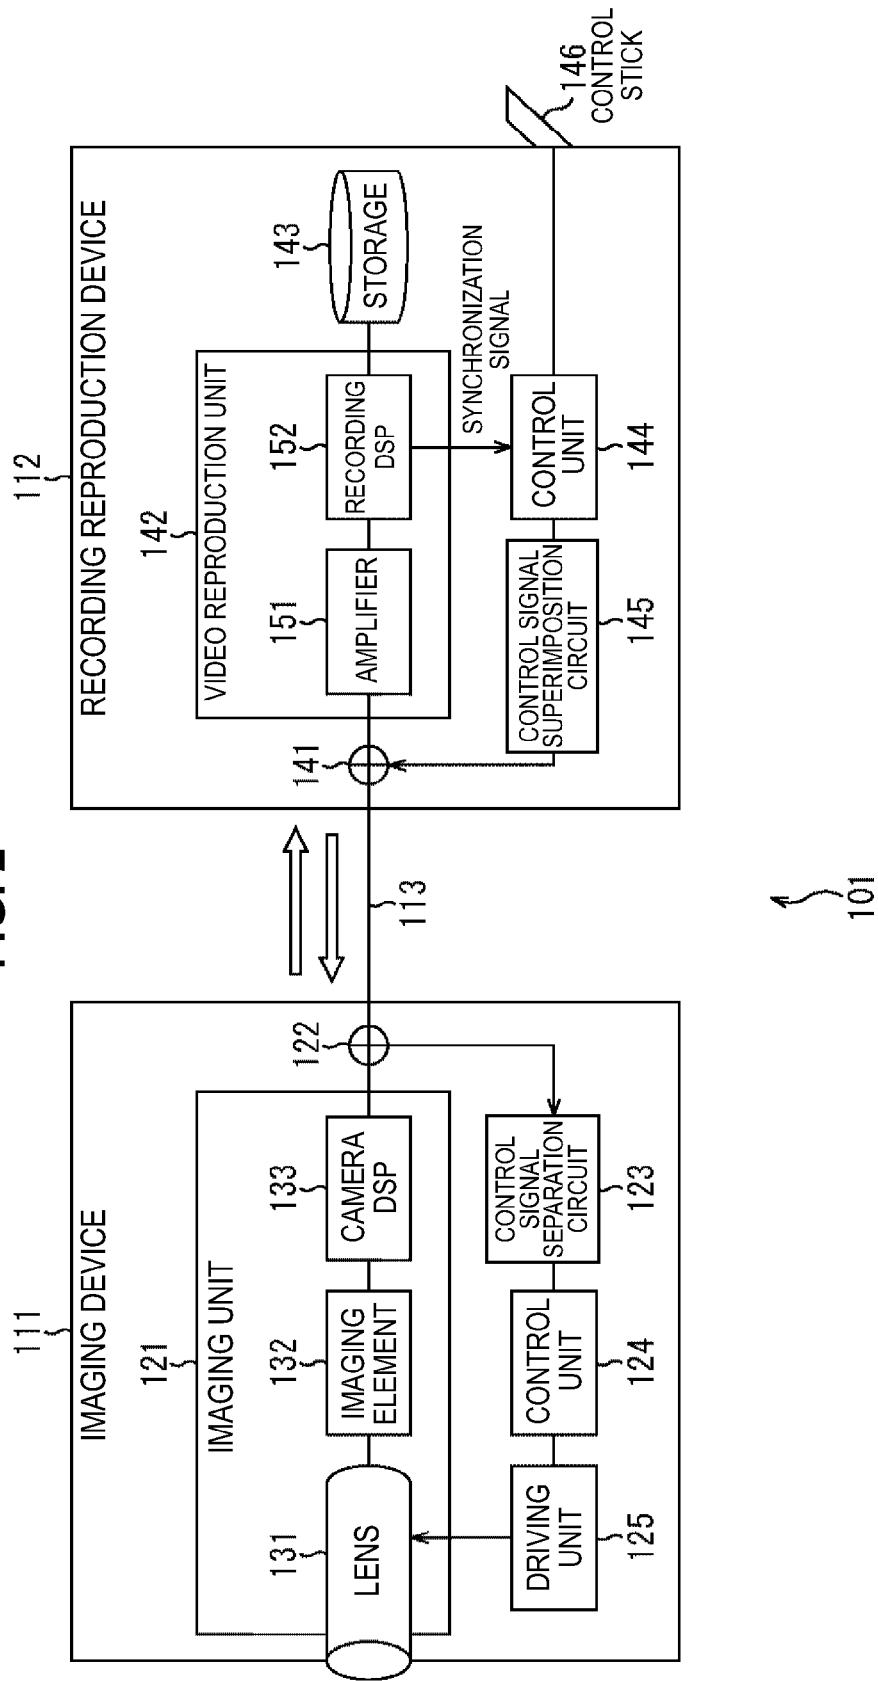 111
IMAGING DEVICE
121
IMAGING UNIT
131
LENS
132
IMAGING
ELEMENT
133
CAMERA
DSP
122
125
DRIVING
UNIT
124
CONTROL
UNIT
123
CONTROL
SIGNAL
SEPARATION
CIRCUIT
113
112
RECORDING REPRODUCTION DEVICE
142
VIDEO REPRODUCTION UNIT
141
151
AMPLIFIER
152
RECORDING
DSP
143
STORAGE
SYNCHRONIZATION
SIGNAL
145
CONTROL SIGNAL
SUPERIMPOSITION
CIRCUIT
144
CONTROL
UNIT
146
CONTROL
STICK
101